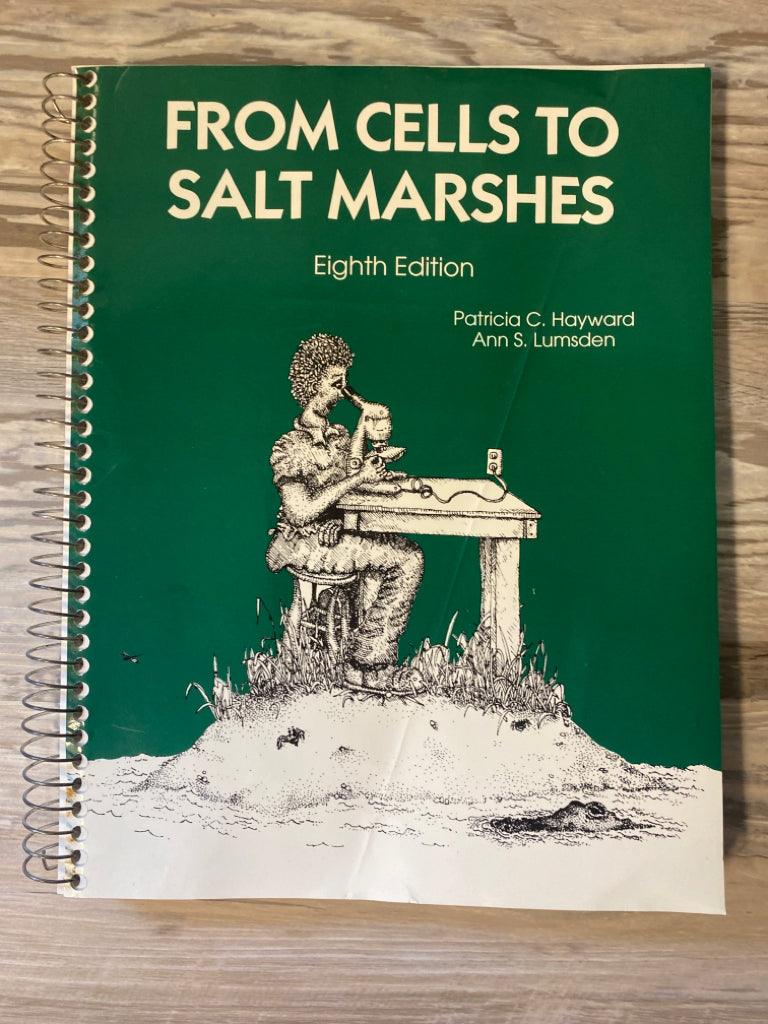 FROM CELLS TO
SALT MARSHES
Eighth Edition
Patricia C. Hayward
Ann S. Lumsden